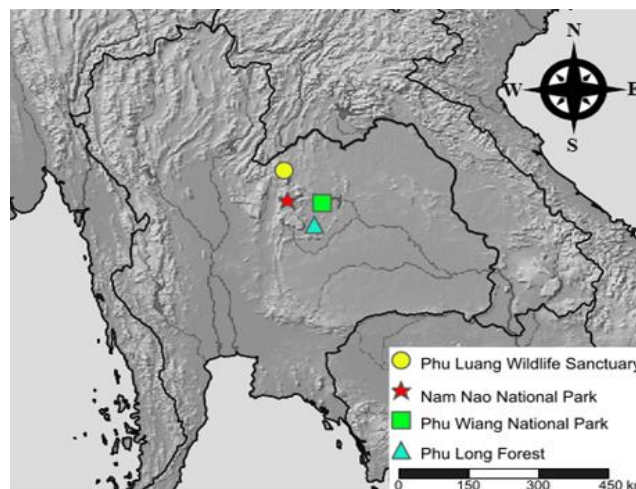 N
W E
S
Phu Luang Wildlife Sanctuary
Nam Nao National Park
Phu Wiang National Park
Phu Long Forest
0 150 300 450 km